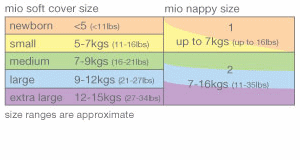 mio soft cover size mio nappy size
newborn <5 (<11lbs) 1
small 5-7kgs (11-16lbs) up to 7kgs (up to 16lbs)
medium 7-9kgs (16-21lbs) 2
large 9-12kgs (21-27lbs) 7-16kgs (11-35lbs)
extra large 12-15kgs (27-34lbs)
size ranges are approximate